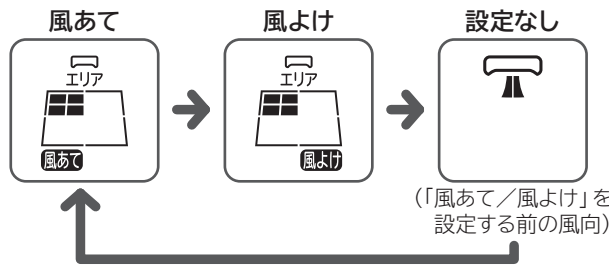 風あて
風よけ
設定なし
エリア
風あて
エリア
風よけ
(「風あて/風よけ」を
設定する前の風向)